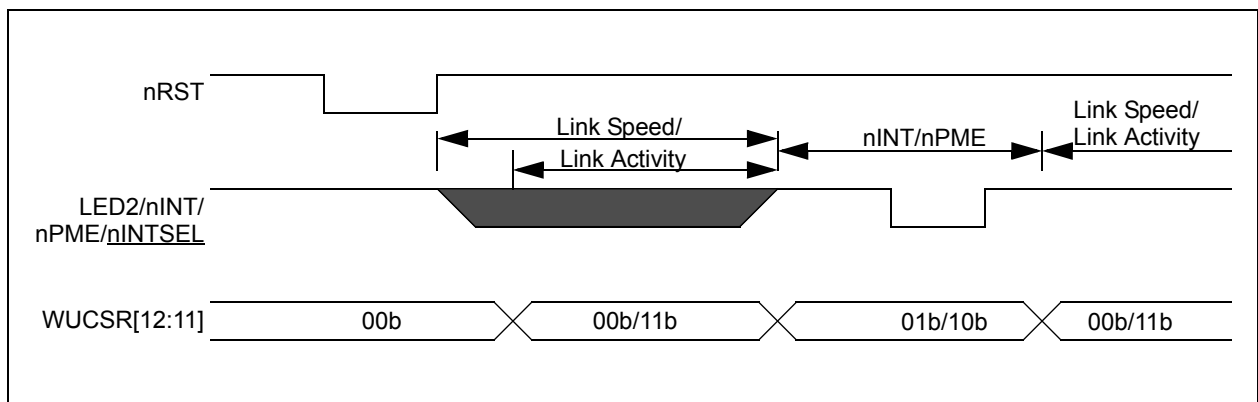 nRST
Link Speed/
Link Activity
nINT/nPME
Link Speed/
Link Activity
LED2/nINT/
nPME/nINTSEL
WUCSR[12:11]
00b
00b/11b
01b/10b
00b/11b